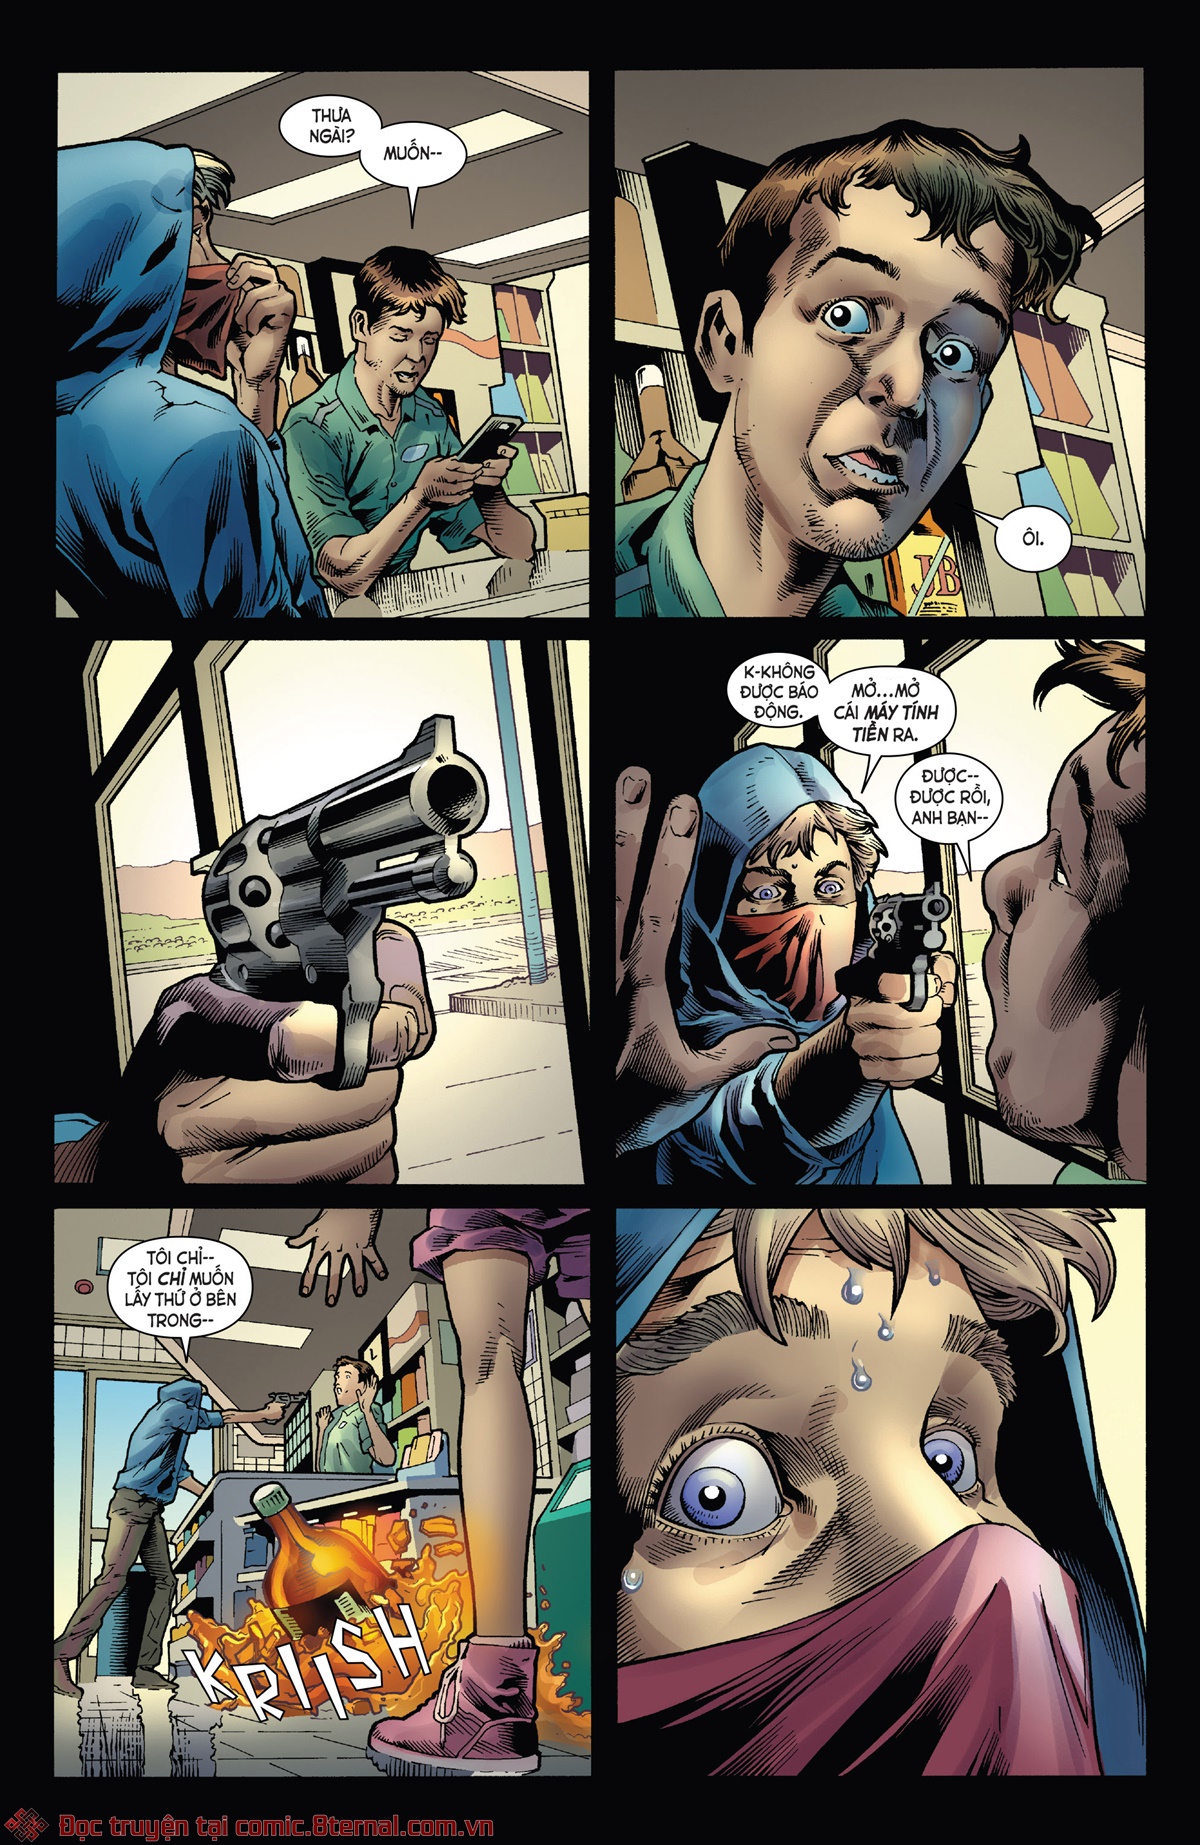 THƯA
NGÀI?
MUỐN--
ÔI.
JB
K-KHÔNG
ĐƯỢC BÁO
ĐỘNG.
MỞ...MỞ
CÁI MÁY TÍNH
TIỀN RA.
ĐƯỢC--
ĐƯỢC RỒI,
ANH BẠN--
TÔI CHỈ--
TÔI CHỈ MUỐN
LẤY THỨ Ở BÊN
TRONG--
KRIISH
Đọc truyện tại comic.8ternal.com.vn